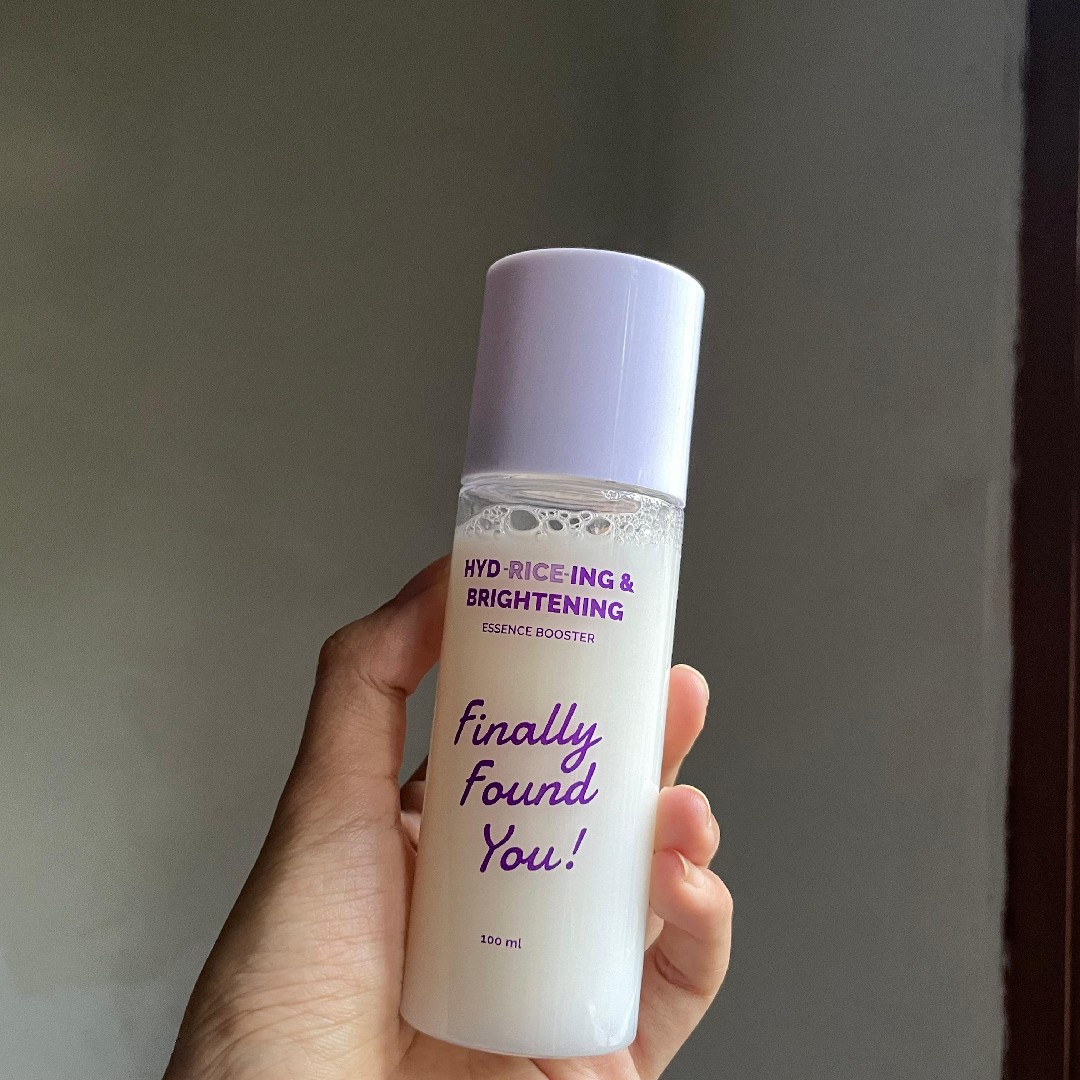 HYD-RICE-ING &
BRIGHTENING
ESSENCE BOOSTER
Finally
Found
You!
100 ml